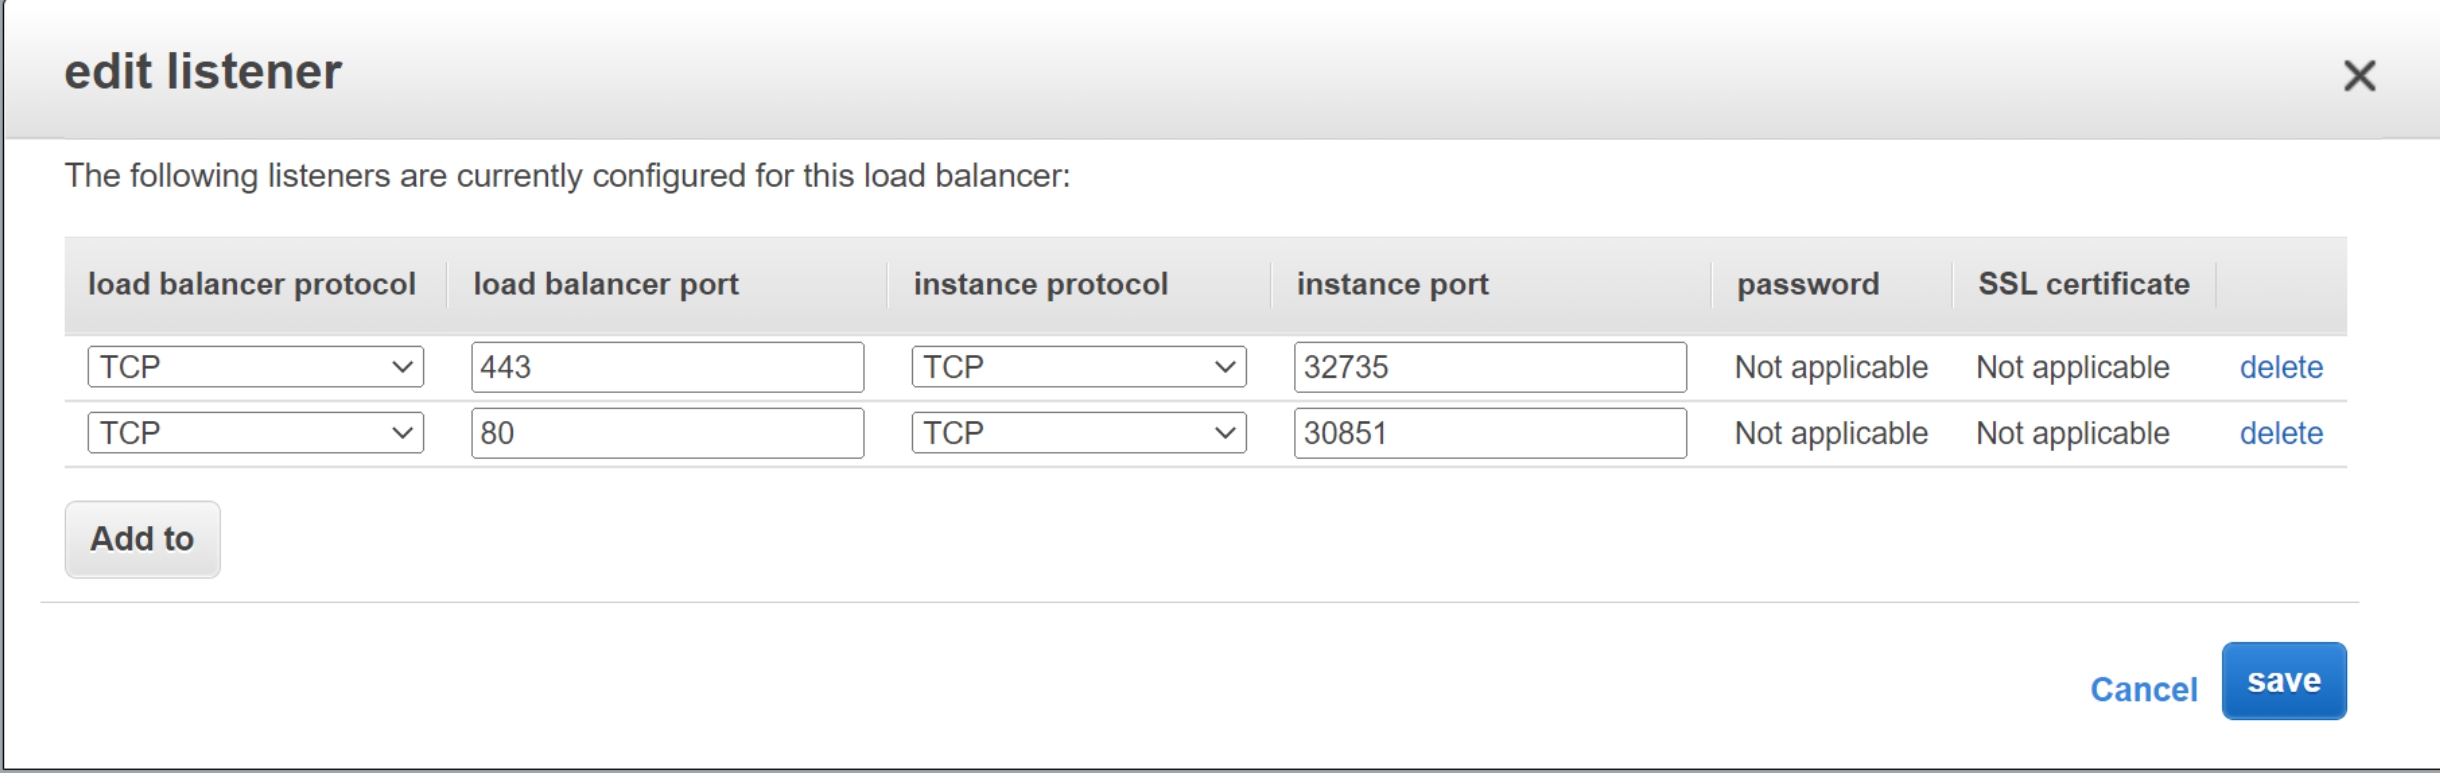 edit listener
The following listeners are currently configured for this load balancer:
load balancer protocol load balancer port instance protocol instance port password SSL certificate
TCP 443 TCP 32735 Not applicable Not applicable delete
TCP 80 TCP 30851 Not applicable Not applicable delete
Add to
Cancel save